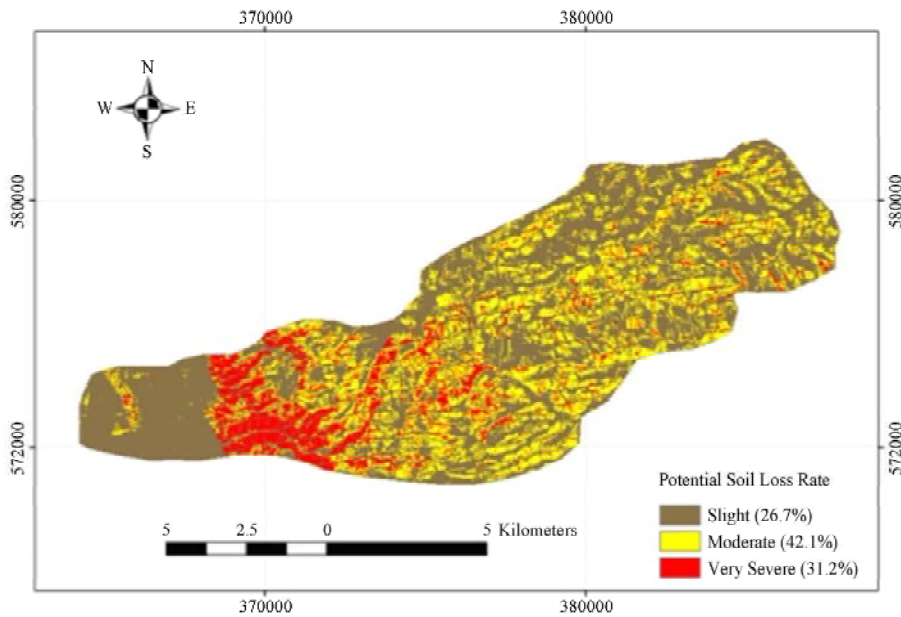 370000 380000
N
W E
S
580000 580000
572000 572000
Potential Soil Loss Rate
Slight (26.7%)
Moderate (42.1%)
Very Severe (31.2%)
5 2.5 0 5 Kilometers
370000 380000